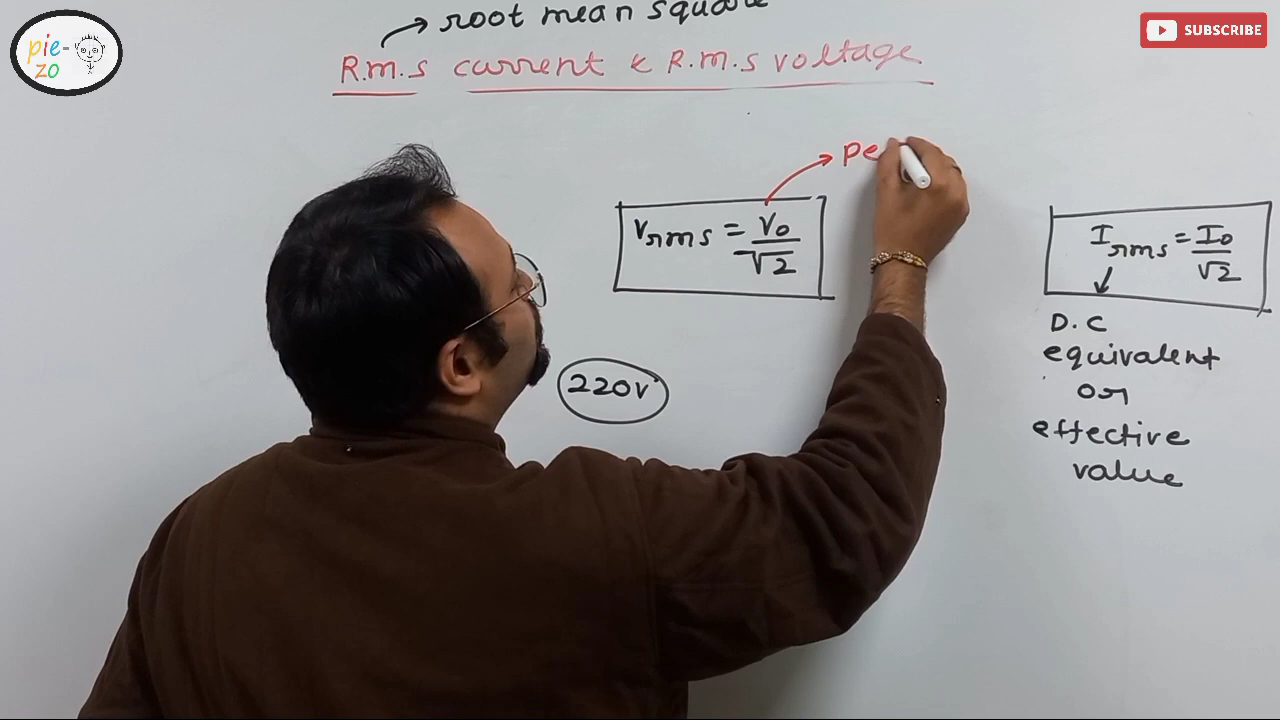 pie-
zo
SUBSCRIBE
root mean square
R.m.s current & R.m.s voltage
pe
Vrms = V₀/√2
Irms = I₀/√2
D.C
equivalent
or
effective
value
220V